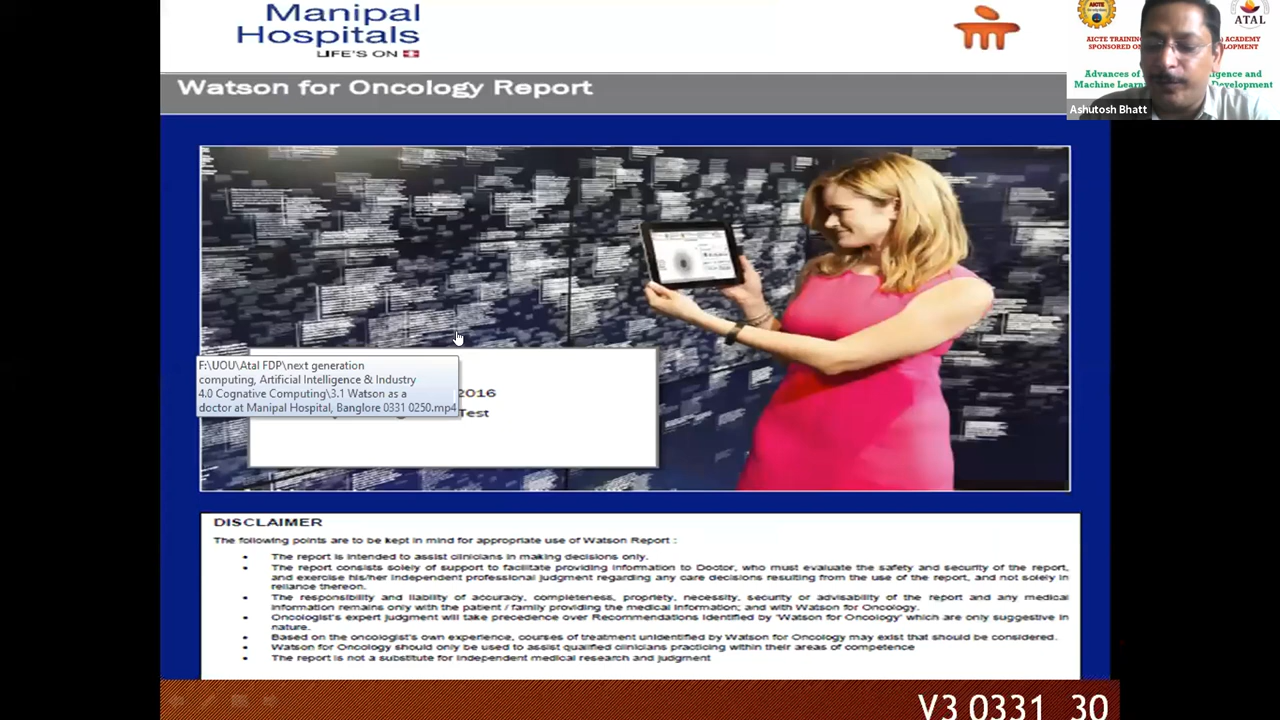 Manipal
Hospitals
LIFE'S ON
AICTE TRAINING
ACADEMY
SPONSORED
ATAL
Advances of
Machine
Development
Ashutosh Bhatt
Watson for Oncology Report
F:\UOU\Atal FDP\next generation
computing, Artificial Intelligence & Industry
4.0 Cognative Computing\3.1 Watson as a
doctor at Manipal Hospital, Banglore 0331 0250.mp4
2016
Test
DISCLAIMER
The following points are to be kept in mind for appropriate use of Watson Report :
• The report is intended to assist clinicians in making decisions only.
• The report consists solely of support to facilitate providing information to Doctor, who must evaluate the safety and security of the report,
and exercise his/her independent professional judgment regarding any care decisions resulting from the use of the report, and not solely in
reliance thereon.
• The responsibility and liability of accuracy, completeness, propriety, necessity, security or advisability of the report and any medical
information remains only with the patient / family providing the medical information; and with Watson for Oncology.
• Oncologist's expert judgment will take precedence over Recommendations identified by 'Watson for Oncology' which are only suggestive in
nature.
• Based on the oncologist's own experience, courses of treatment unidentified by Watson for Oncology may exist that should be considered.
• Watson for Oncology should only be used to assist qualified clinicians practicing within their areas of competence
• The report is not a substitute for independent medical research and judgment
V3 0331_30